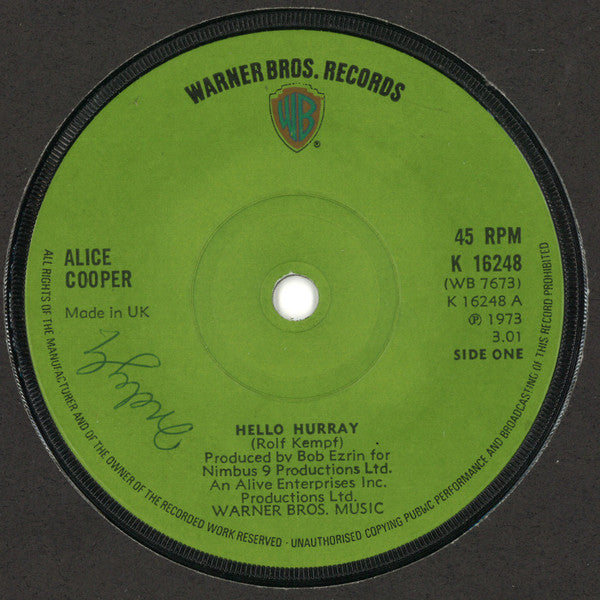 WARNER BROS. RECORDS
WB
®
ALICE
COOPER
Made in UK
45 RPM
K 16248
(WB 7673)
K 16248 A
℗ 1973
3.01
SIDE ONE
HELLO HURRAY
(Rolf Kempf)
Produced by Bob Ezrin for
Nimbus 9 Productions Ltd.
An Alive Enterprises Inc.
Productions Ltd.
WARNER BROS. MUSIC
ALL RIGHTS OF THE MANUFACTURER AND OF THE OWNER OF THE RECORDED WORK RESERVED · UNAUTHORISED COPYING PUBLIC PERFORMANCE AND BROADCASTING OF THIS RECORD PROHIBITED